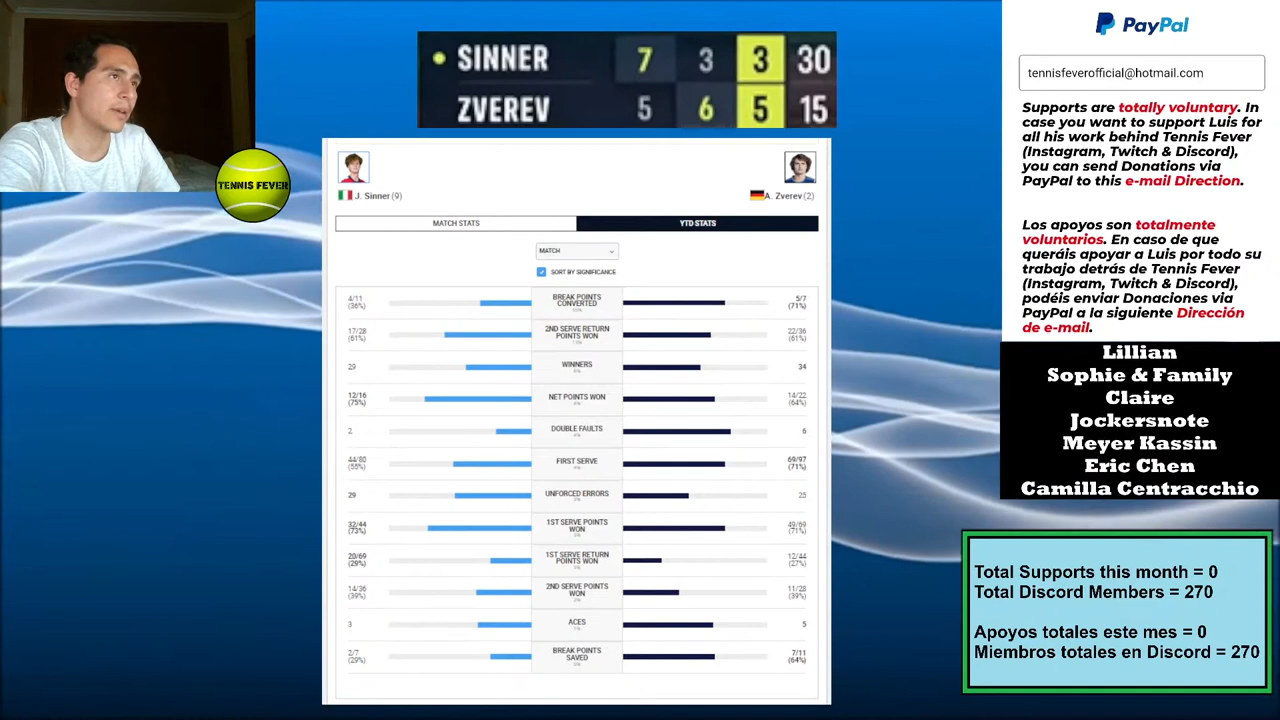 SINNER 7 3 3 30
ZVEREV 5 6 5 15
TENNIS FEVER
J. Sinner (9)
A. Zverev (2)
MATCH STATS
YTD STATS
MATCH
SORT BY SIGNIFICANCE
4/11 BREAK POINTS 5/7
(36%) CONVERTED (71%)
17/28 2ND SERVE RETURN 22/36
(61%) POINTS WON (61%)
29 WINNERS 34
12/16 NET POINTS WON 14/22
(75%) (64%)
2 DOUBLE FAULTS 6
44/80 FIRST SERVE 69/97
(55%) (71%)
29 UNFORCED ERRORS 25
32/44 1ST SERVE POINTS 49/69
(73%) WON (71%)
20/69 1ST SERVE RETURN 12/44
(29%) POINTS WON (27%)
14/36 2ND SERVE POINTS 11/28
(39%) WON (39%)
3 ACES 5
2/7 BREAK POINTS 7/11
(29%) SAVED (64%)
PayPal
tennisfeverofficial@hotmail.com
Supports are totally voluntary. In
case you want to support Luis for
all his work behind Tennis Fever
(Instagram, Twitch & Discord),
you can send Donations via
PayPal to this e-mail Direction.
Los apoyos son totalmente
voluntarios. En caso de que
queráis apoyar a Luis por todo su
trabajo detrás de Tennis Fever
(Instagram, Twitch & Discord),
podéis enviar Donaciones via
PayPal a la siguiente Dirección
de e-mail.
Lillian
Sophie & Family
Claire
Jockersnote
Meyer Kassin
Eric Chen
Camilla Centracchio
Total Supports this month = 0
Total Discord Members = 270
Apoyos totales este mes = 0
Miembros totales en Discord = 270